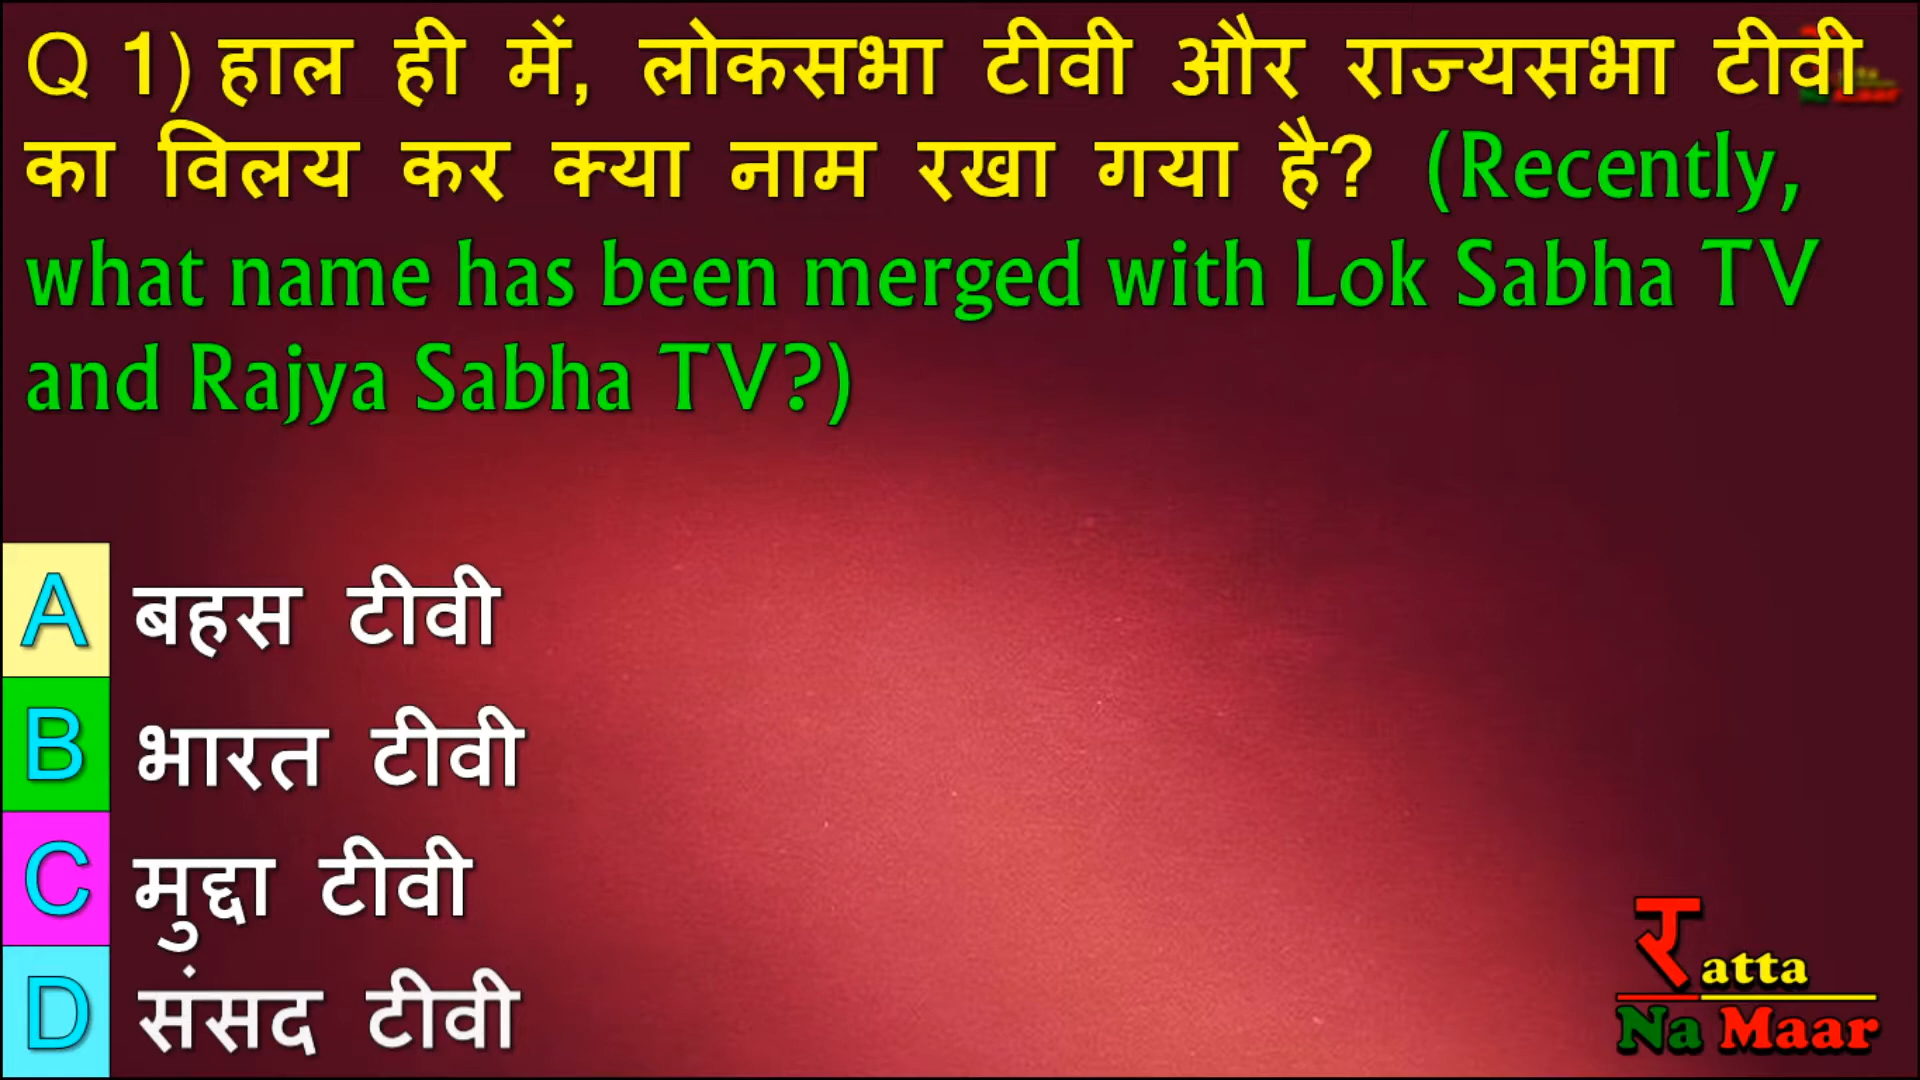 Q 1) हाल ही में, लोकसभा टीवी और राज्यसभा टीवी
का विलय कर क्या नाम रखा गया है? (Recently,
what name has been merged with Lok Sabha TV
and Rajya Sabha TV?)
A बहस टीवी
B भारत टीवी
C मुद्दा टीवी
D संसद टीवी
रatta
Na Maar